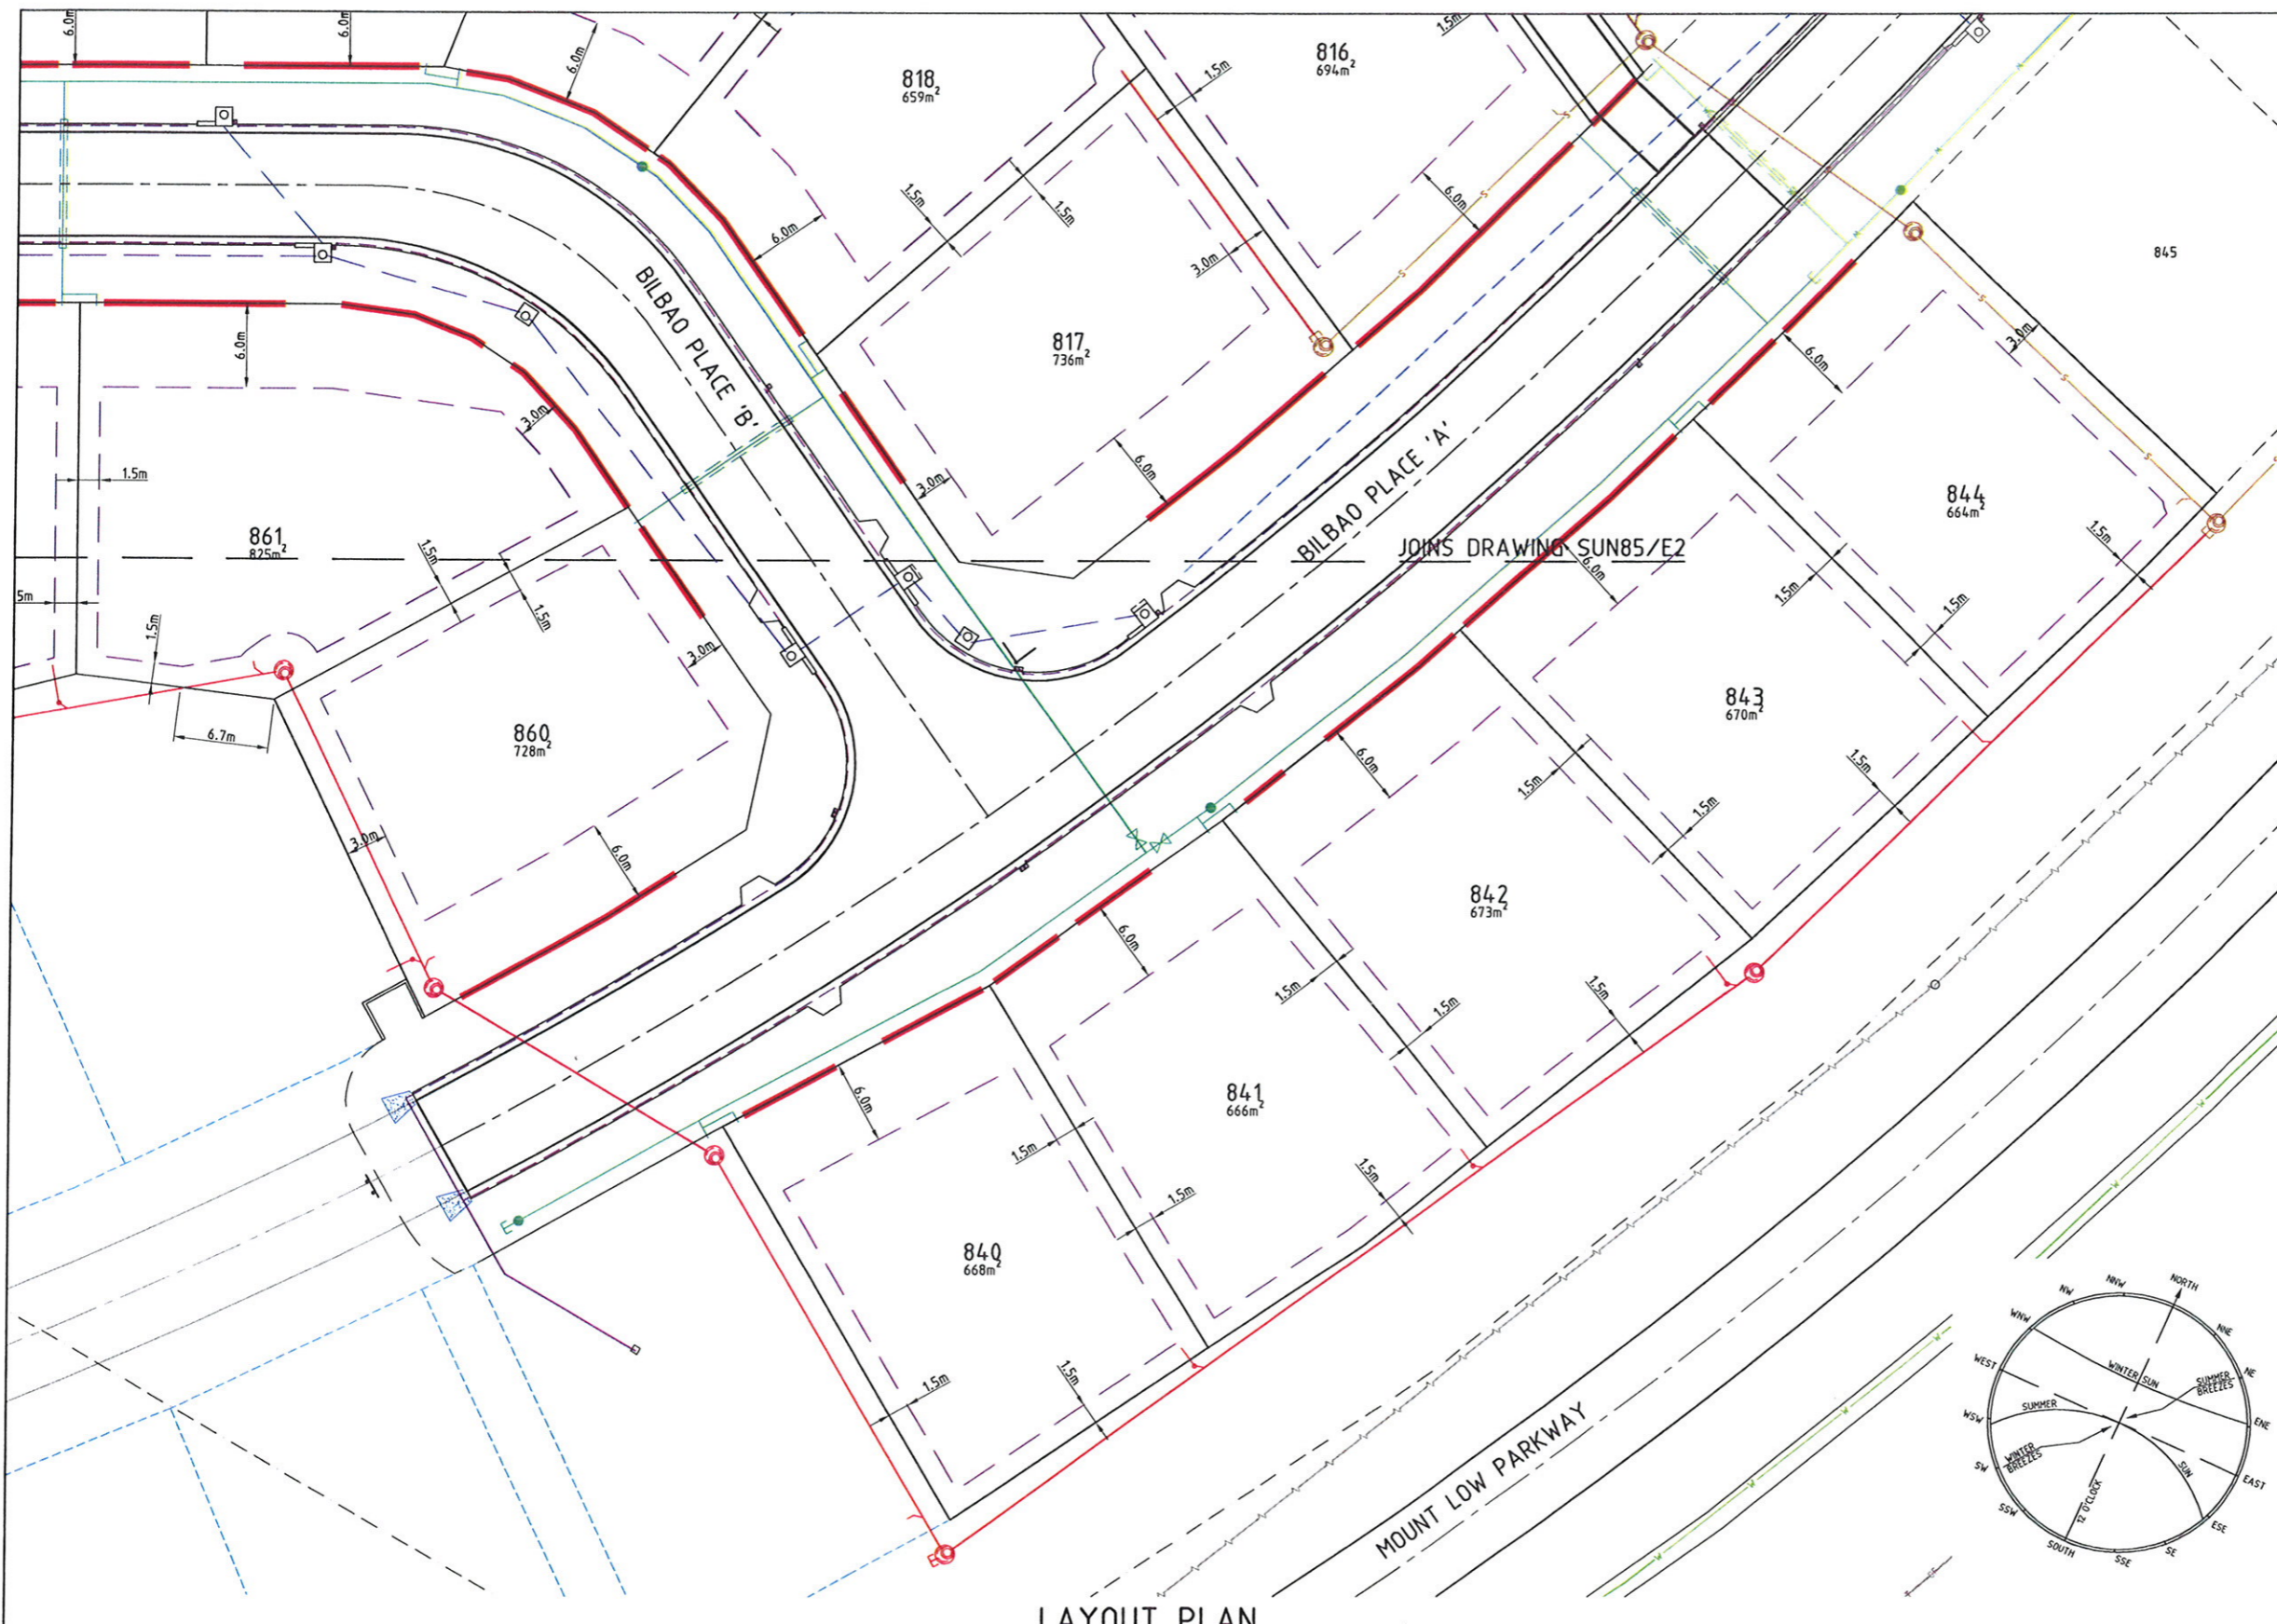 6.0m
6.0m
6.0m
818
659m²
816
694m²
1.5m
1.5m
1.5m
1.5m
6.0m
6.0m
3.0m
845
BILBAO PLACE 'B'
817
736m²
6.0m
3.0m
6.0m
3.0m
6.0m
3.0m
BILBAO PLACE 'A'
1.5m
861
825m²
1.5m
1.5m
JOINS DRAWING SUN85/E2
6.0m
844
664m²
1.5m
5m
1.5m
1.5m
1.5m
3.0m
6.7m
860
728m²
843
670m²
6.0m
1.5m
1.5m
1.5m
3.0m
6.0m
842
673m²
6.0m
1.5m
1.5m
1.5m
841
666m²
6.0m
1.5m
1.5m
1.5m
840
668m²
1.5m
1.5m
MOUNT LOW PARKWAY
NORTH
NNW
NW
NNE
WNW
NE
WEST
WINTER SUN
SUMMER
BREEZES
SUMMER
SUN
WSW
ENE
WINTER
BREEZES
SW
EAST
12 O'CLOCK
SSW
ESE
SOUTH
SSE
SE
LAYOUT PLAN